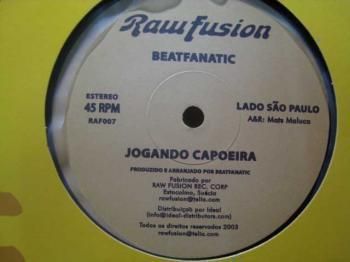 Raw Fusion
BEATFANATIC
ESTEREO
45 RPM
RAF007
LADO SÃO PAULO
A&R: Mats Maluco
JOGANDO CAPOEIRA
PRODUZIDO E ARRANJADO POR BEATFANATIC
Fabricado por
RAW FUSION REC. CORP
Estocolmo, Suécia
rawfusion@telia.com
Distribuiçaõ por Ideal
(info@ideal-distributors.com)
Todos os direitos reservados 2003
rawfusion@telia.com